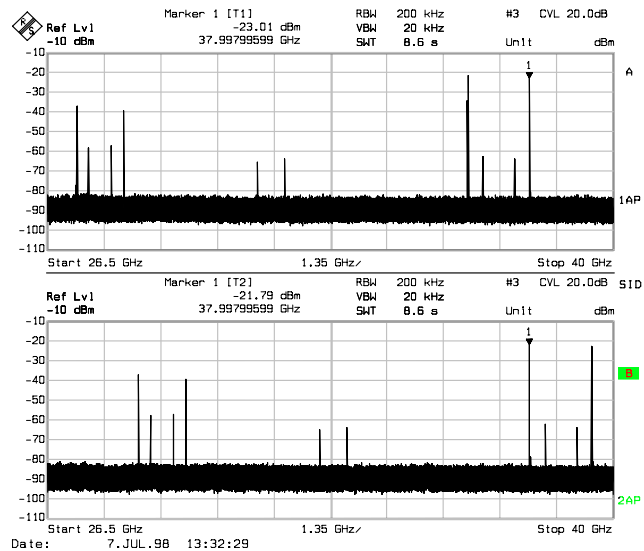 R S
Marker 1 [T1] RBW 200 kHz #3 CVL 20.0dB
Ref Lvl -23.01 dBm VBW 20 kHz
-10 dBm 37.99799599 GHz SWT 8.6 s Unit dBm
-10
-20
1
A
-30
-40
-50
-60
-70
-80
1AP
-90
-100
-110
Start 26.5 GHz 1.35 GHz/ Stop 40 GHz
Marker 1 [T2] RBW 200 kHz #3 CVL 20.0dB SID
Ref Lvl -21.79 dBm VBW 20 kHz
-10 dBm 37.99799599 GHz SWT 8.6 s Unit dBm
-10
1
-20
-30
B
-40
-50
-60
-70
-80
-90
-100
2AP
-110
Start 26.5 GHz 1.35 GHz/ Stop 40 GHz
Date: 7.JUL.98 13:32:29